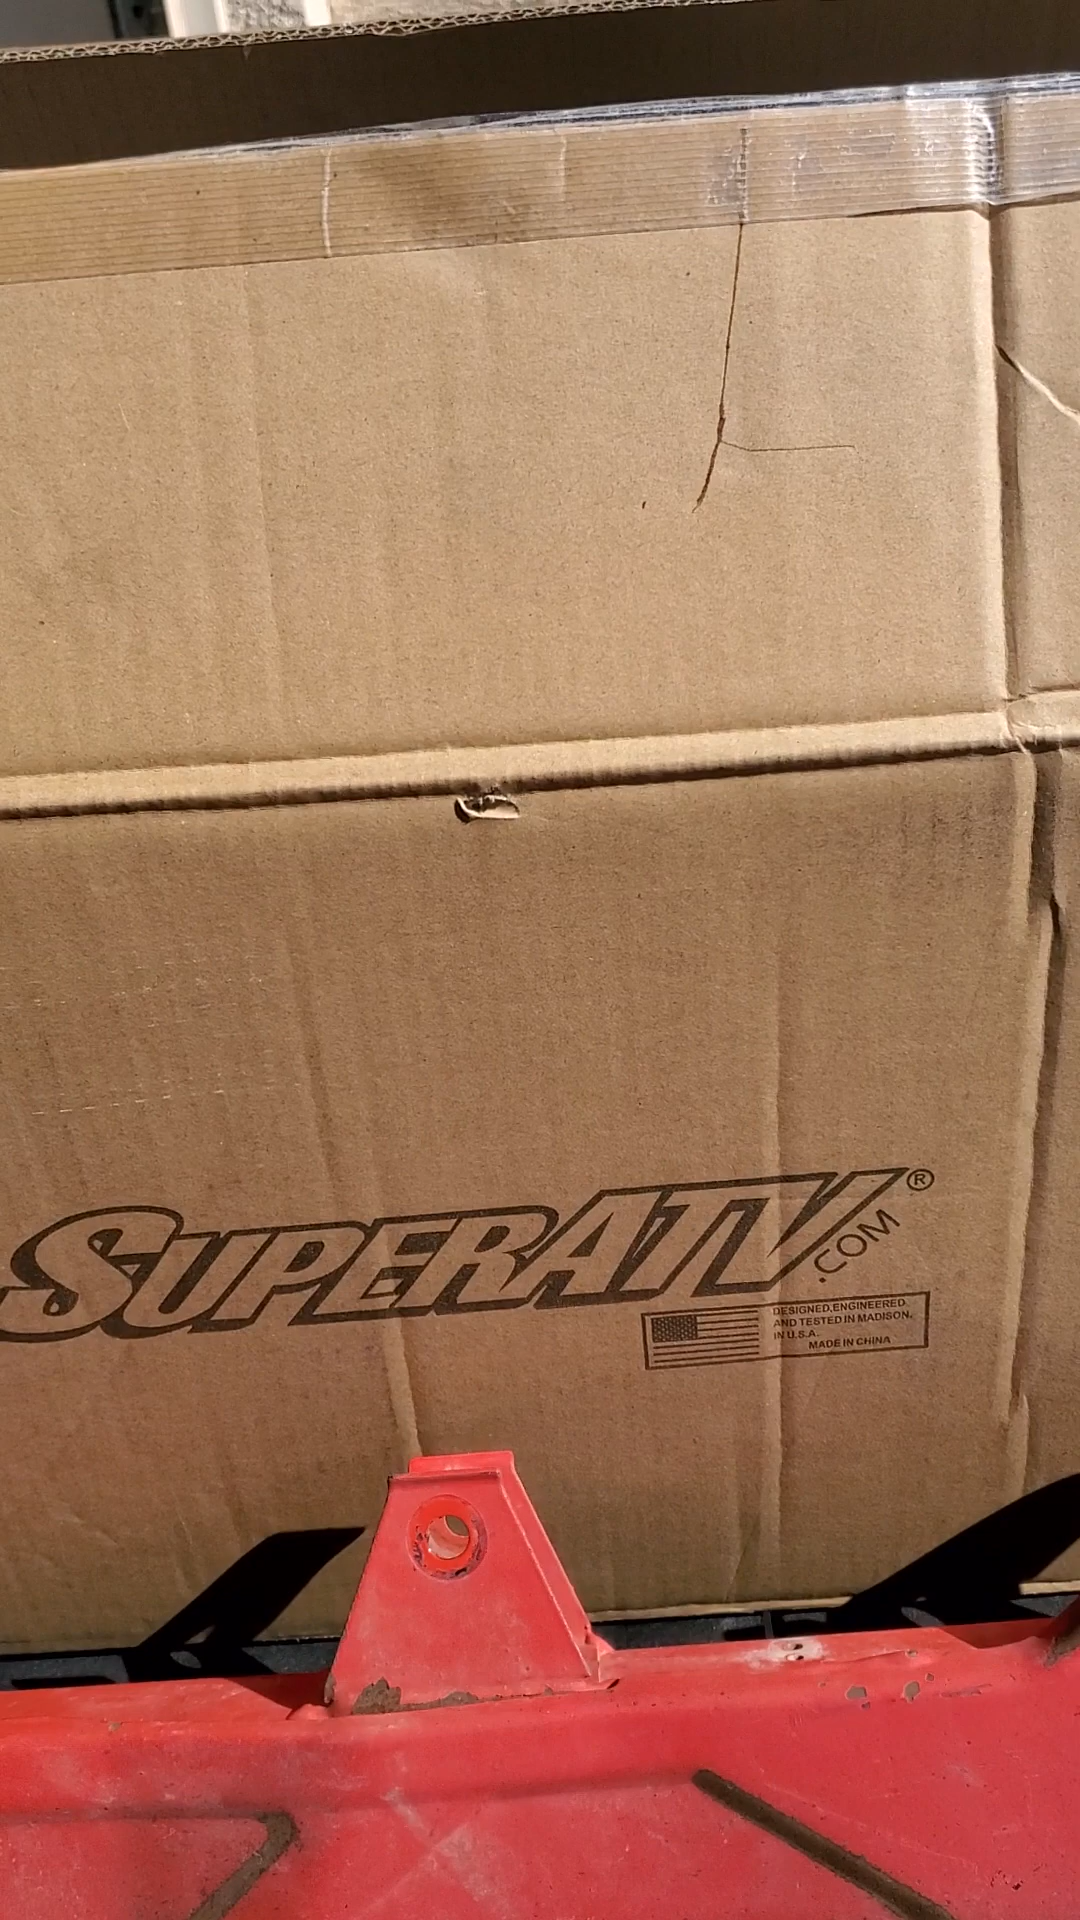 SUPERATV.COM®
DESIGNED,ENGINEERED
AND TESTED IN MADISON,
IN U.S.A.
MADE IN CHINA